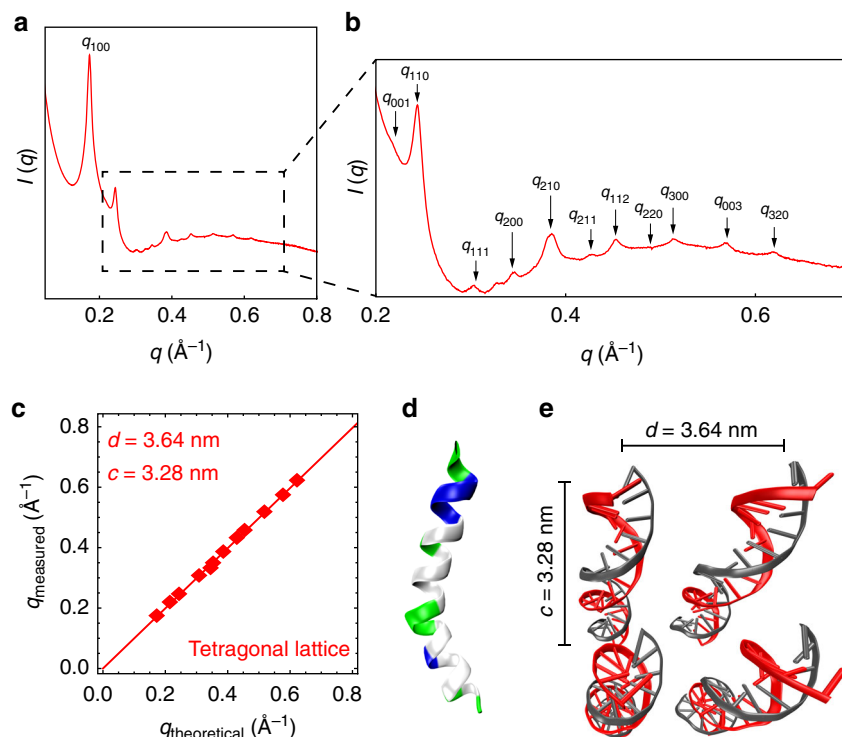 a
q100
I (q)
0.2 0.4 0.6 0.8
q (Å−1)
b
q001
q110
q111
q200
q210
q211
q112
q220
q300
q003
q320
I (q)
0.2 0.4 0.6
q (Å−1)
c
d = 3.64 nm
c = 3.28 nm
0.8
0.6
0.4
0.2
0.0
qmeasured (Å−1)
Tetragonal lattice
0.0 0.2 0.4 0.6 0.8
qtheoretical (Å−1)
d
e
d = 3.64 nm
c = 3.28 nm